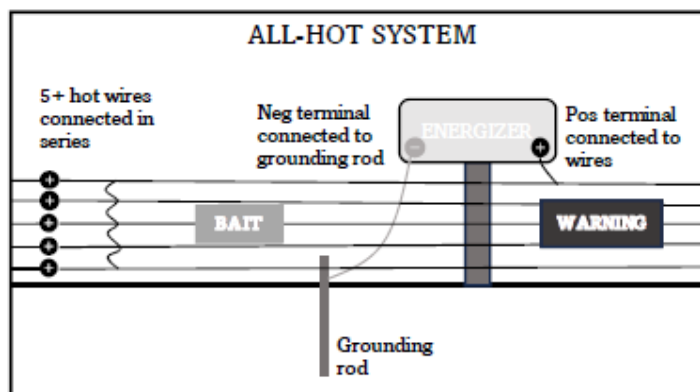 ALL-HOT SYSTEM
5+ hot wires
connected in
series
Neg terminal
connected to
grounding rod
ENERGIZER
Pos terminal
connected to
wires
BAIT
WARNING
Grounding
rod